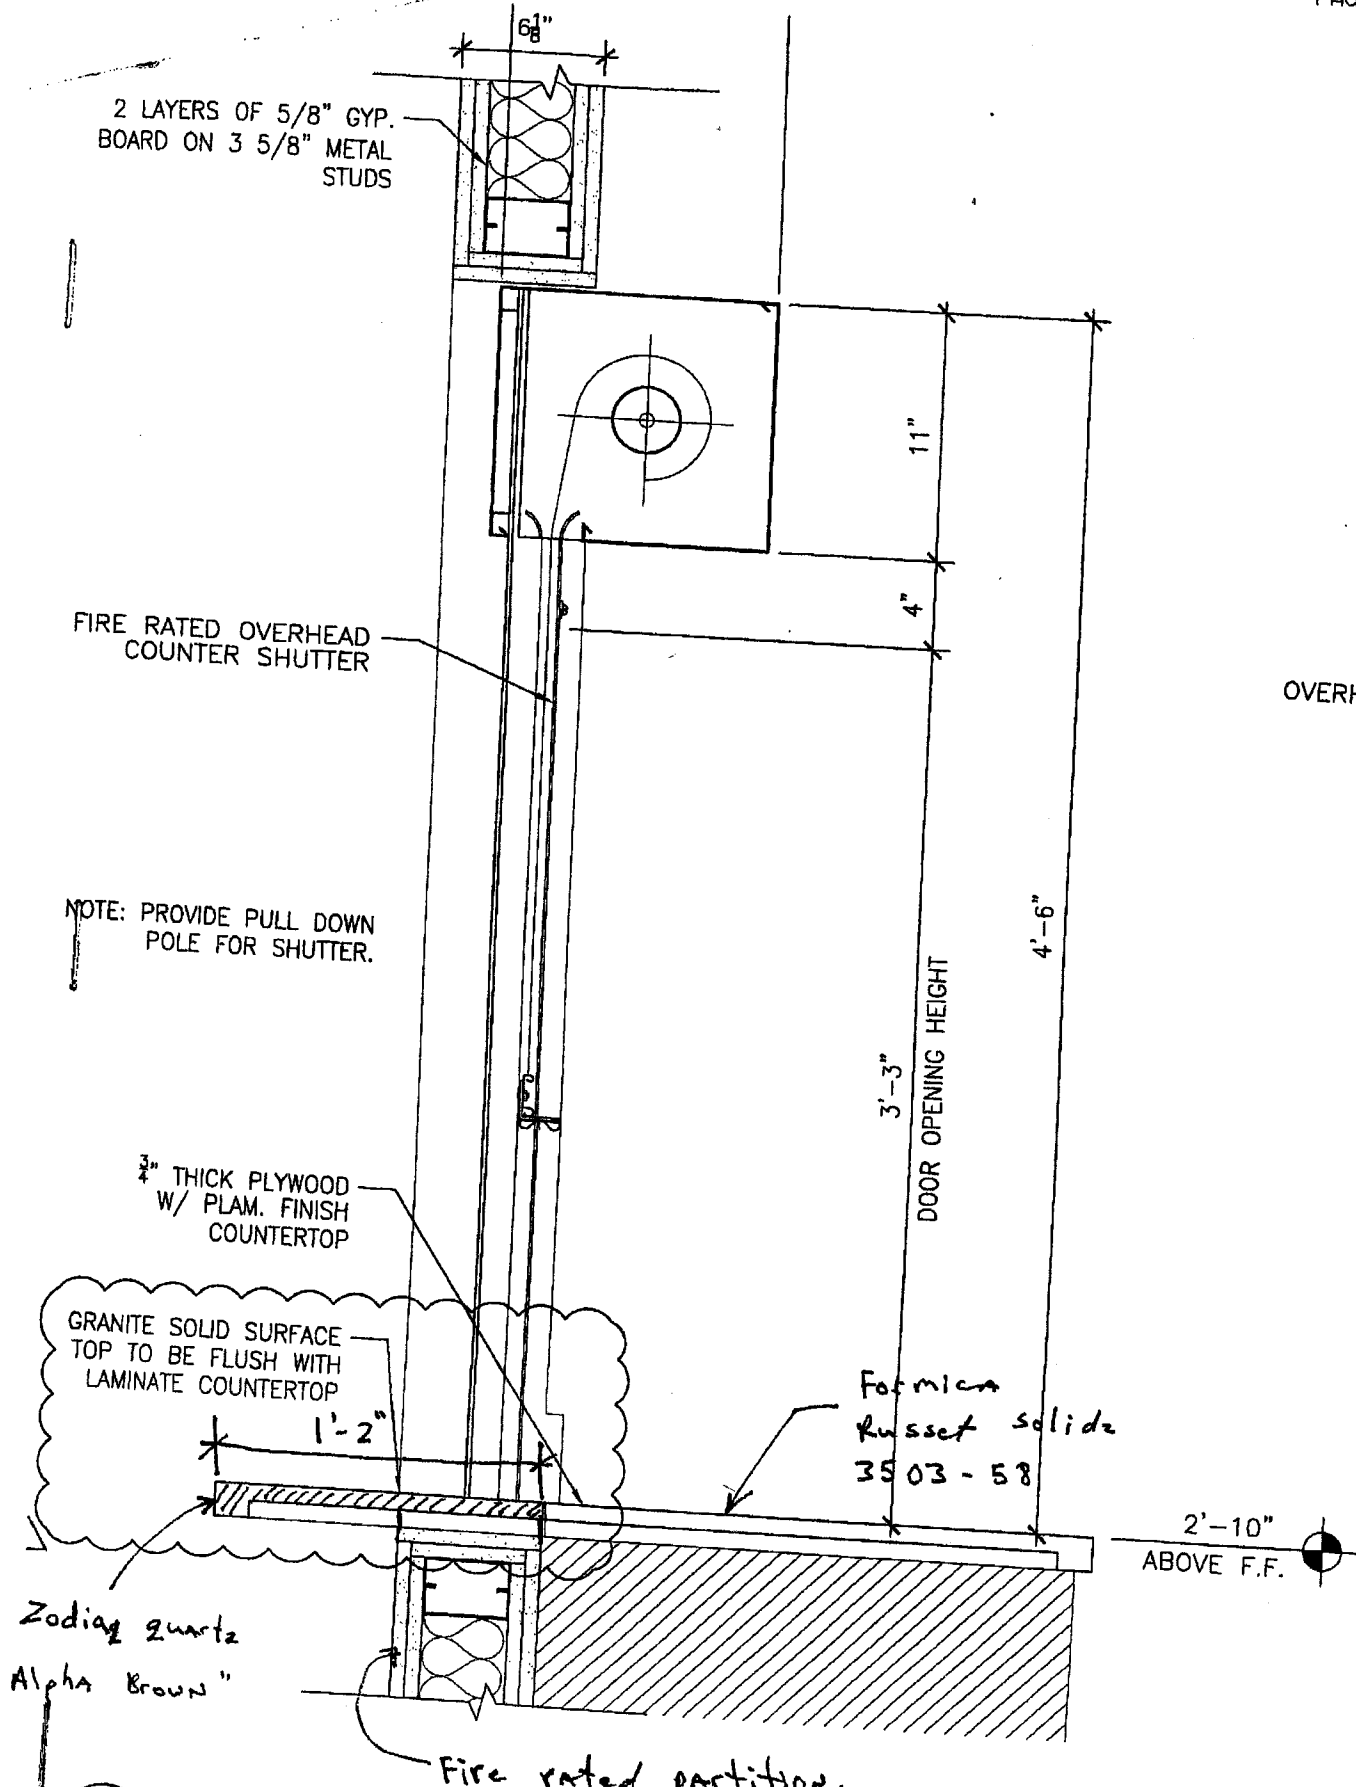 6 1/8"
2 LAYERS OF 5/8" GYP.
BOARD ON 3 5/8" METAL
STUDS
11"
4"
FIRE RATED OVERHEAD
COUNTER SHUTTER
NOTE: PROVIDE PULL DOWN
POLE FOR SHUTTER.
4'-6"
3'-3"
DOOR OPENING HEIGHT
3/4" THICK PLYWOOD
W/ PLAM. FINISH
COUNTERTOP
GRANITE SOLID SURFACE
TOP TO BE FLUSH WITH
LAMINATE COUNTERTOP
1'-2"
Formica
Russet solidz
3503-58
2'-10"
ABOVE F.F.
Zodiaq quartz
Alpha Brown"
Fire rated partition.